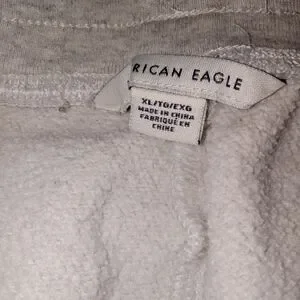 RICAN EAGLE
XL/TG/EXG
MADE IN CHINA
FABRIQUÉ EN
CHINE